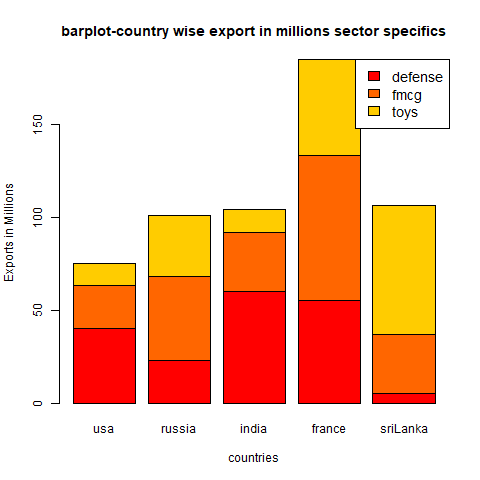 barplot-country wise export in millions sector specifics
defense
fmcg
toys
150
100
50
0
Exports in Millions
usa russia india france sriLanka
countries